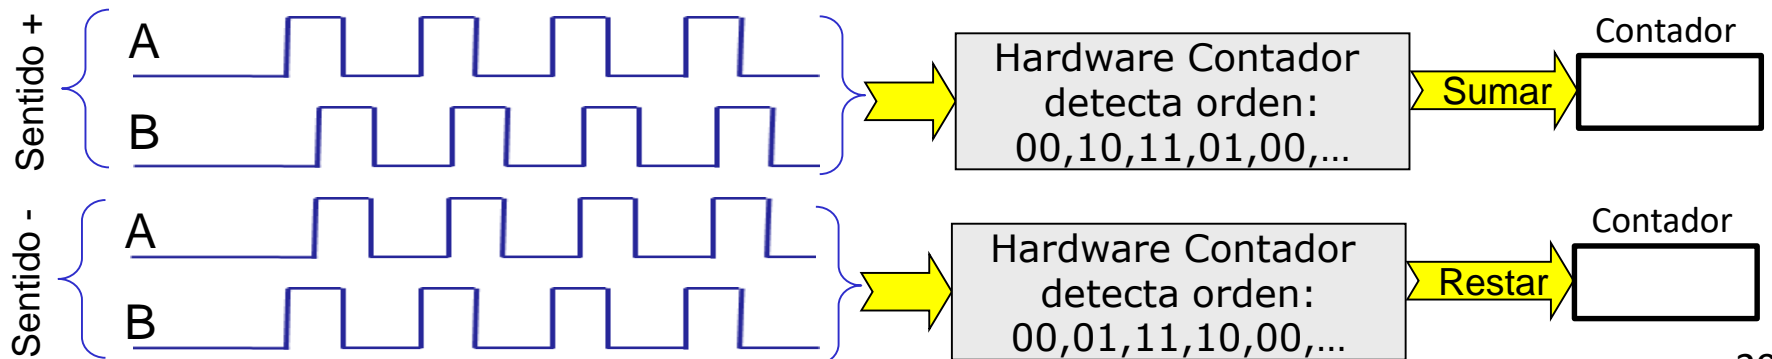 Sentido +
A
B
Hardware Contador
detecta orden:
00,10,11,01,00,...
Sumar
Contador
Sentido -
A
B
Hardware Contador
detecta orden:
00,01,11,10,00,...
Restar
Contador